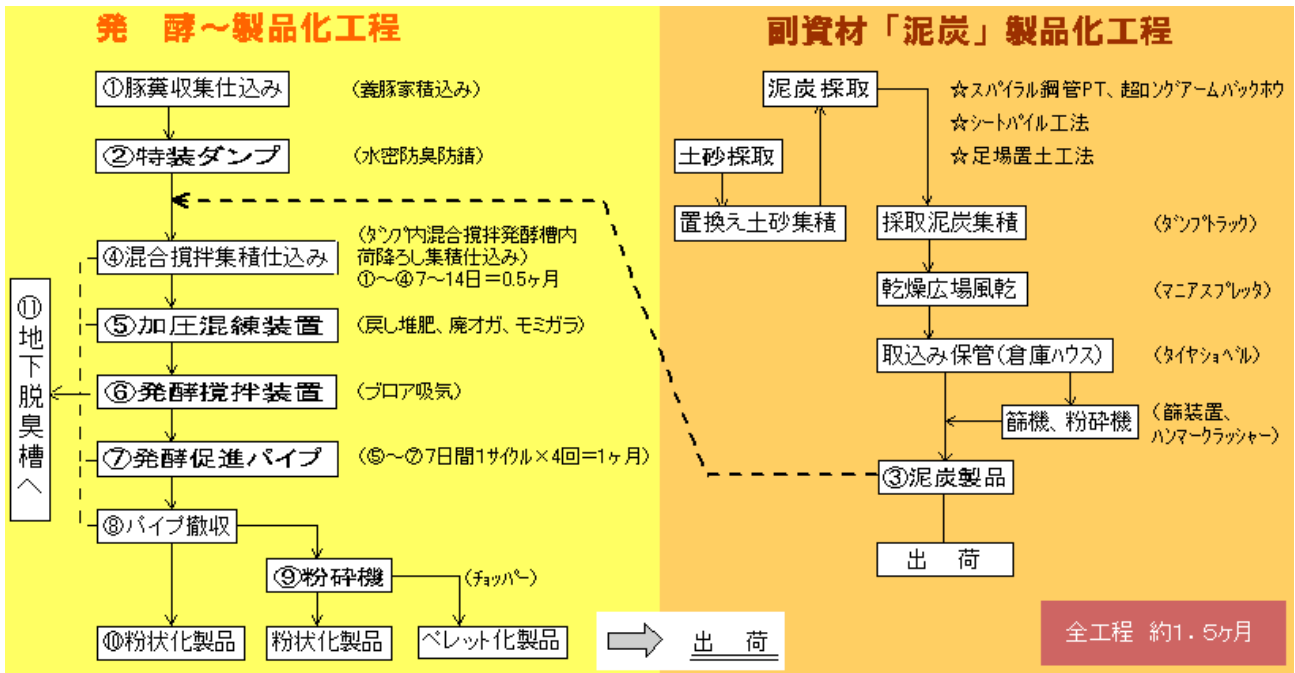 発　酵～製品化工程
①豚糞収集仕込み
(養豚家積込み)
②特装ダンプ
(水密防臭防錆)
④混合撹拌集積仕込み
(ダンプ内混合撹拌発酵槽内
荷降ろし集積仕込み)
①～④7～14日=0.5ヶ月
⑤加圧混練装置
(戻し堆肥、廃オガ、モミガラ)
⑥発酵撹拌装置
(ブロア吸気)
⑦発酵促進パイプ
(⑤～⑦7日間1サイクル×4回=1ヶ月)
⑧パイプ撤収
⑨粉砕機
(チョッパー)
⑩粉状化製品
粉状化製品
ペレット化製品
⑪地下脱臭槽へ
出　荷
副資材「泥炭」製品化工程
泥炭採取
☆スパイラル鋼管PT、超ロングアームバックホウ
☆シートパイル工法
☆足場置土工法
土砂採取
置換え土砂集積
採取泥炭集積
(ダンプトラック)
乾燥広場風乾
(マニアスプレッタ)
取込み保管(倉庫ハウス)
(タイヤショベル)
篩機、粉砕機
(篩装置、
ハンマークラッシャー)
③泥炭製品
出　荷
全工程 約1.5ヶ月